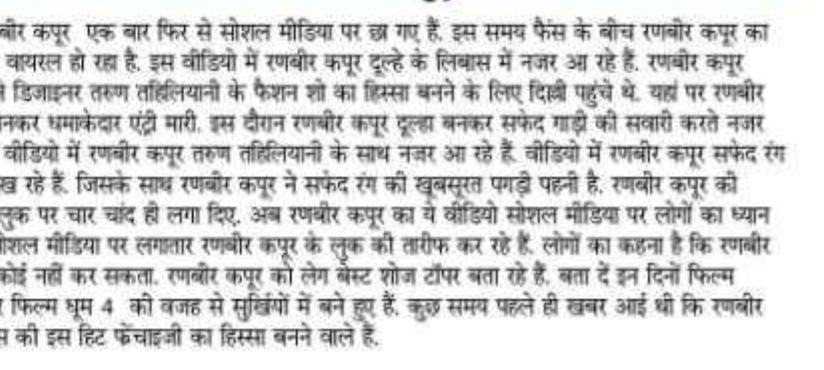 बीर कपूर एक बार फिर से सोशल मीडिया पर छा गए हैं. इस समय फैंस के बीच रणबीर कपूर का
वायरल हो रहा है. इस वीडियो में रणबीर कपूर दूल्हे के लिबास में नजर आ रहे हैं. रणबीर कपूर
डिजाइनर तरुण तहिलियानी के फैशन शो का हिस्सा बनने के लिए दिल्ली पहुंचे थे. यहां पर रणबीर
नकर धमाकेदार एंट्री मारी. इस दौरान रणबीर कपूर दूल्हा बनकर सफेद गाड़ी की सवारी करते नजर
वीडियो में रणबीर कपूर तरुण तहिलियानी के साथ नजर आ रहे हैं. वीडियो में रणबीर कपूर सफेद रंग
ख रहे हैं. जिसके साथ रणबीर कपूर ने सफेद रंग की खूबसूरत पगड़ी पहनी है. रणबीर कपूर की
लुक पर चार चांद ही लगा दिए. अब रणबीर कपूर का ये वीडियो सोशल मीडिया पर लोगों का ध्यान
ोशल मीडिया पर लगातार रणबीर कपूर के लुक की तारीफ कर रहे हैं. लोगों का कहना है कि रणबीर
कोई नहीं कर सकता. रणबीर कपूर को लेग बेस्ट शोज टॉपर बता रहे हैं. बता दें इन दिनों फिल्म
फिल्म धूम 4 की वजह से सुर्खियों में बने हुए हैं. कुछ समय पहले ही खबर आई थी कि रणबीर
स की इस हिट फेंचाइजी का हिस्सा बनने वाले हैं.